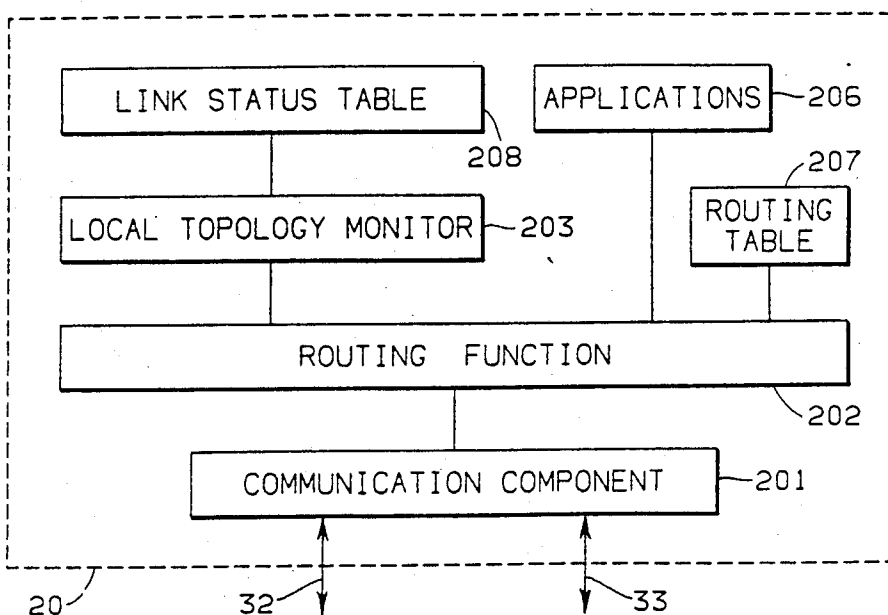 LINK STATUS TABLE
208
APPLICATIONS
206
207
LOCAL TOPOLOGY MONITOR
203
ROUTING
TABLE
ROUTING FUNCTION
202
COMMUNICATION COMPONENT
201
20
32
33